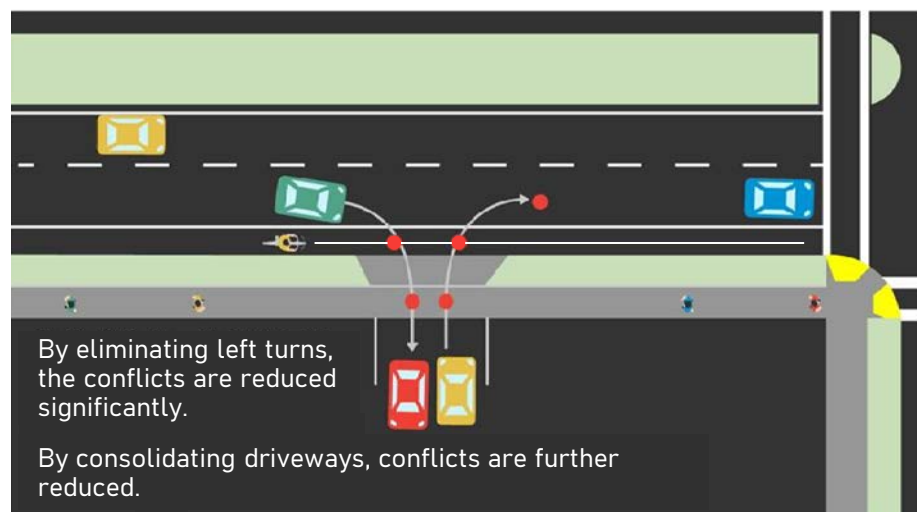 By eliminating left turns,
the conflicts are reduced
significantly.
By consolidating driveways, conflicts are further
reduced.